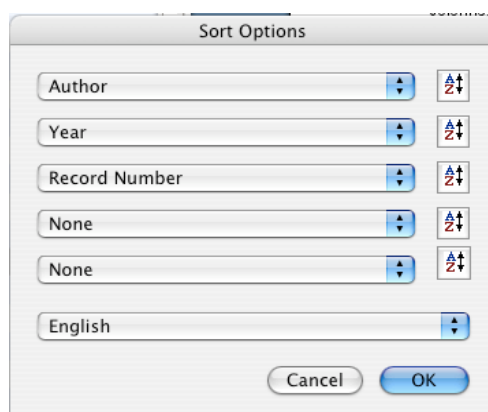 Sort Options
Author
Year
Record Number
None
None
English
Cancel OK